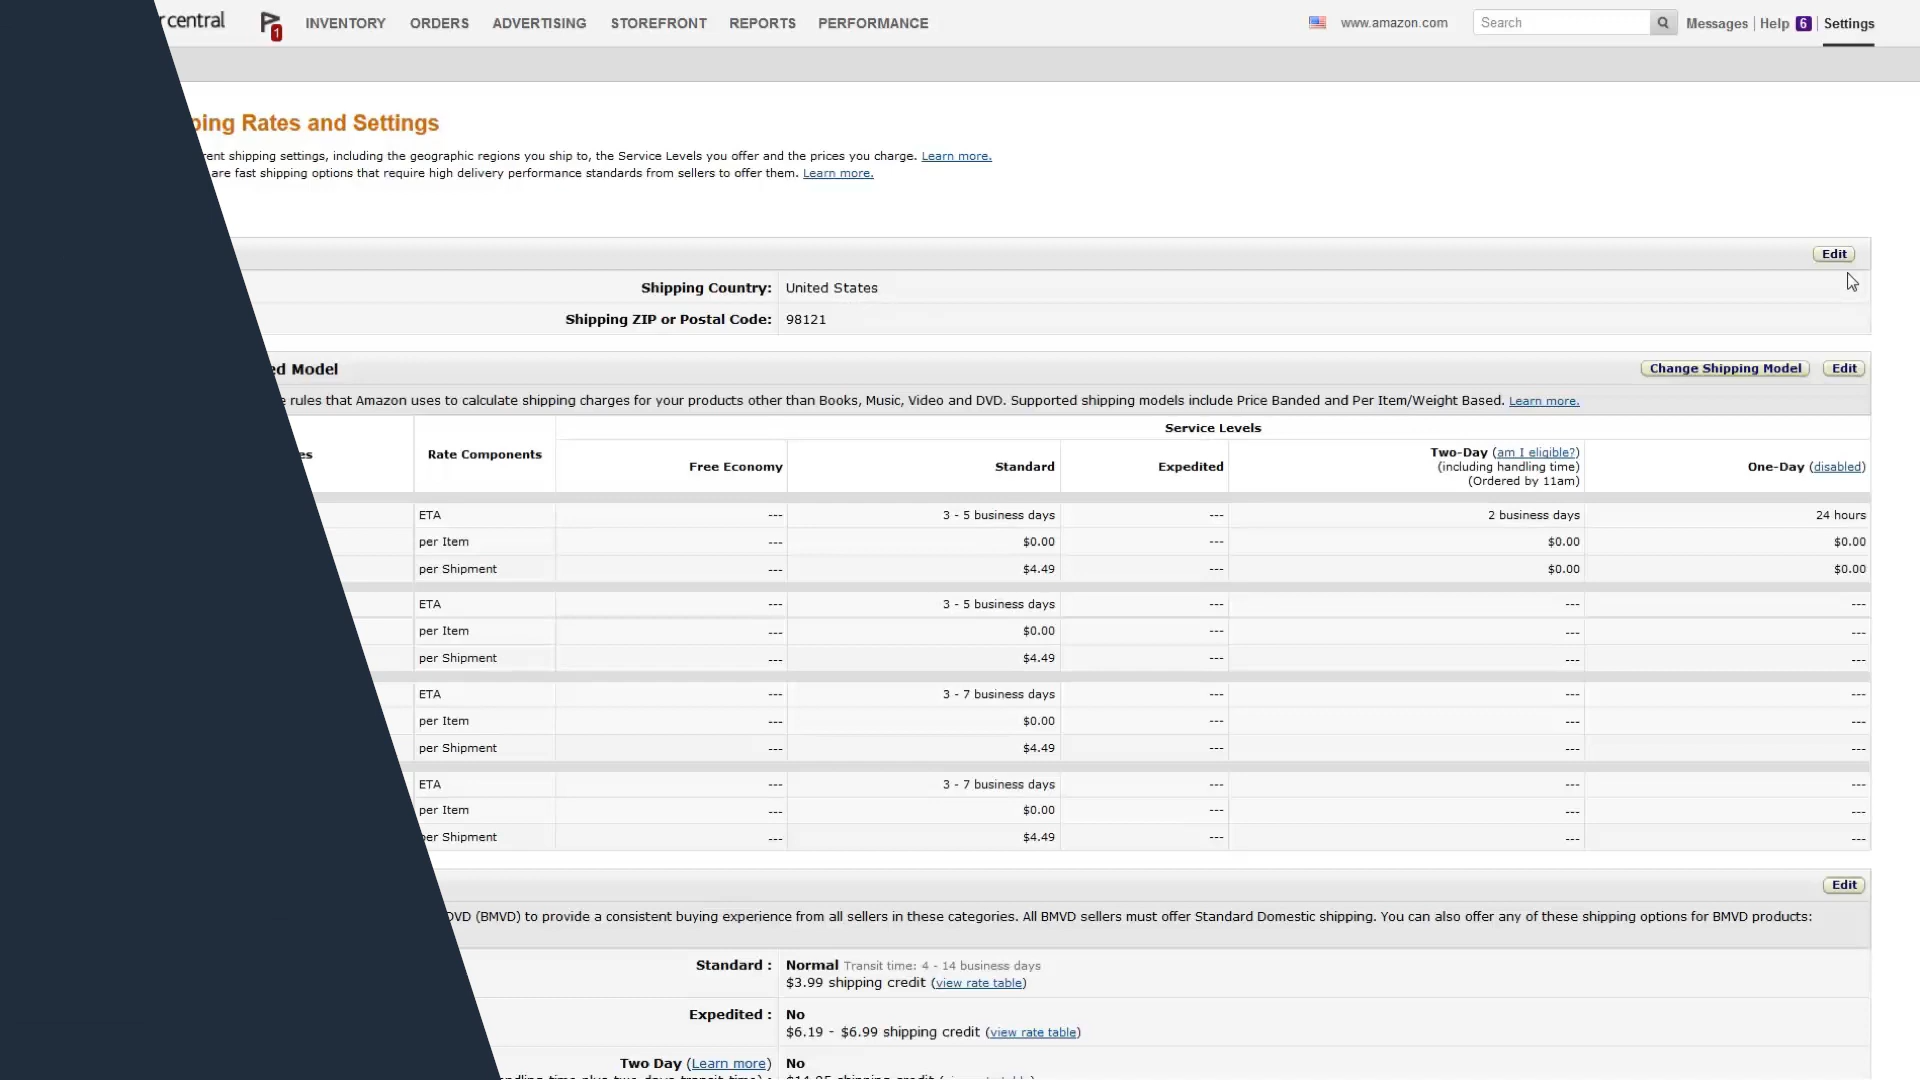 central
1
INVENTORY ORDERS ADVERTISING STOREFRONT REPORTS PERFORMANCE
www.amazon.com
Search
Messages | Help 6 | Settings
Rates and Settings
shipping settings, including the geographic regions you ship to, the Service Levels you offer and the prices you charge. Learn more.
are fast shipping options that require high delivery performance standards from sellers to offer them. Learn more.
Edit
Shipping Country: United States
Shipping ZIP or Postal Code: 98121
Model
Change Shipping Model Edit
rules that Amazon uses to calculate shipping charges for your products other than Books, Music, Video and DVD. Supported shipping models include Price Banded and Per Item/Weight Based. Learn more.
Service Levels
Rate Components Free Economy Standard Expedited Two-Day (am I eligible?) (including handling time) (Ordered by 11am) One-Day (disabled)
ETA --- 3 - 5 business days --- 2 business days 24 hours
per Item --- $0.00 --- $0.00 $0.00
per Shipment --- $4.49 --- $0.00 $0.00
ETA --- 3 - 5 business days --- --- ---
per Item --- $0.00 --- --- ---
per Shipment --- $4.49 --- --- ---
ETA --- 3 - 7 business days --- --- ---
per Item --- $0.00 --- --- ---
per Shipment --- $4.49 --- --- ---
ETA --- 3 - 7 business days --- --- ---
per Item --- $0.00 --- --- ---
per Shipment --- $4.49 --- --- ---
Edit
DVD (BMVD) to provide a consistent buying experience from all sellers in these categories. All BMVD sellers must offer Standard Domestic shipping. You can also offer any of these shipping options for BMVD products:
Standard : Normal Transit time: 4 - 14 business days
$3.99 shipping credit (view rate table)
Expedited : No
$6.19 - $6.99 shipping credit (view rate table)
Two Day (Learn more) No